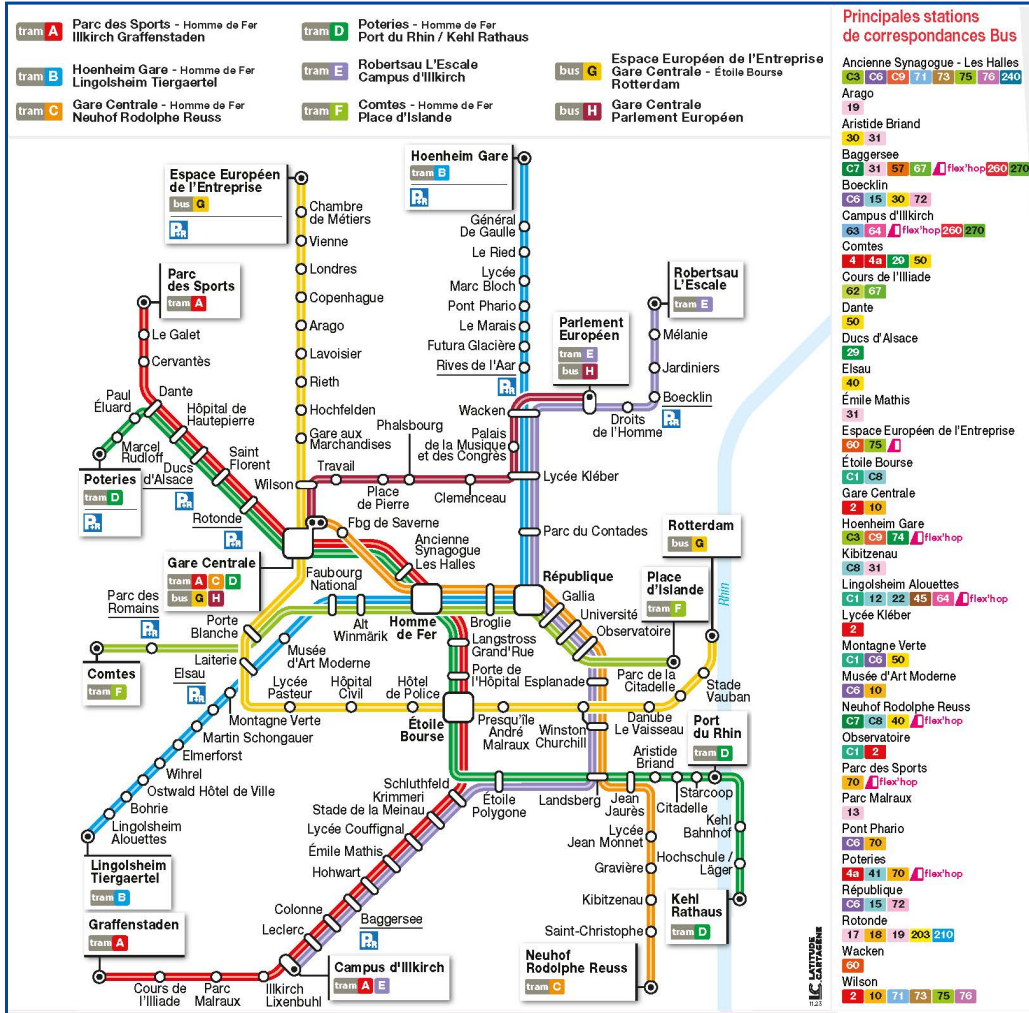 tram A Parc des Sports - Homme de Fer
Illkirch Graffenstaden
tram B Hoenheim Gare - Homme de Fer
Lingolsheim Tiergaertel
tram C Gare Centrale - Homme de Fer
Neuhof Rodolphe Reuss
tram D Poteries - Homme de Fer
Port du Rhin / Kehl Rathaus
tram E Robertsau L'Escale
Campus d'Illkirch
tram F Comtes - Homme de Fer
Place d'Islande
bus G Espace Européen de l'Entreprise
Gare Centrale - Étoile Bourse
Rotterdam
bus H Gare Centrale
Parlement Européen
Espace Européen
de l'Entreprise
bus G
P+R
Chambre
de Métiers
Vienne
Londres
Copenhague
Arago
Lavoisier
Rieth
Hochfelden
Gare aux
Marchandises
Wilson
Hoenheim Gare
tram B
P+R
Général
De Gaulle
Le Ried
Lycée
Marc Bloch
Pont Phario
Le Marais
Futura Glacière
Rives de l'Aar
P+R
Wacken
Palais
de la Musique
et des Congrès
Lycée Kléber
Parc du Contades
Robertsau
L'Escale
tram E
Mélanie
Jardiniers
Boecklin
P+R
Droits
de l'Homme
Parlement
Européen
tram E
bus H
Parc
des Sports
tram A
Le Galet
Cervantès
Dante
Paul
Éluard
Marcel
Rudloff
Poteries
tram D
P+R
Hôpital de
Hautepierre
Ducs
d'Alsace
P+R
Saint
Florent
Rotonde
P+R
Phalsbourg
Travail
Place
de Pierre
Clemenceau
Gare Centrale
tram A C D
bus G H
Fbg de Saverne
Ancienne
Synagogue
Les Halles
Faubourg
National
Alt
Winmärik
Homme
de Fer
Broglie
République
Parc des
Romains
P+R
Porte
Blanche
Comtes
tram F
Laiterie
Musée
d'Art Moderne
Elsau
P+R
Montagne Verte
Martin Schongauer
Elmerforst
Wihrel
Ostwald Hôtel de Ville
Bohrie
Lingolsheim
Alouettes
Lingolsheim
Tiergaertel
tram B
Lycée
Pasteur
Hôpital
Civil
Hôtel
de Police
Étoile
Bourse
Langstross
Grand'Rue
Porte de
l'Hôpital
Presqu'île
André
Malraux
Gallia
Université
Observatoire
Esplanade
Place
d'Islande
tram F
Parc de la
Citadelle
Rotterdam
bus G
Stade
Vauban
Danube
Le Vaisseau
Winston
Churchill
Landsberg
Étoile
Polygone
Jean
Jaurès
Aristide
Briand
Citadelle
Starcoop
Port
du Rhin
tram D
Kehl
Bahnhof
Hochschule /
Läger
Kehl
Rathaus
tram D
Rhin
Lycée
Jean Monnet
Gravière
Kibitzenau
Saint-Christophe
Neuhof
Rodolphe Reuss
tram C
Schluthfeld
Krimmeri
Stade de la Meinau
Lycée Couffignal
Émile Mathis
Hohwart
Colonne
Leclerc
Baggersee
P+R
Campus d'Illkirch
tram A E
Illkirch
Lixenbuhl
Parc
Malraux
Cours de
l'Illiade
Graffenstaden
tram A
LC LATITUDE
CARTAGÈNE
11.23
Principales stations
de correspondances Bus
Ancienne Synagogue - Les Halles
C3 C6 C9 71 73 75 76 240
Arago
19
Aristide Briand
30 31
Baggersee
C7 31 57 67 flex'hop 260 270
Boecklin
C6 15 30 72
Campus d'Illkirch
63 64 flex'hop 260 270
Comtes
4 4a 29 50
Cours de l'Illiade
62 67
Dante
50
Ducs d'Alsace
29
Elsau
40
Émile Mathis
31
Espace Européen de l'Entreprise
60 75
Étoile Bourse
C1 C8
Gare Centrale
2 10
Hoenheim Gare
C3 C9 74 flex'hop
Kibitzenau
C8 31
Lingolsheim Alouettes
C1 12 22 45 64 flex'hop
Lycée Kléber
2
Montagne Verte
C1 C6 50
Musée d'Art Moderne
C6 10
Neuhof Rodolphe Reuss
C7 C8 40 flex'hop
Observatoire
C1 2
Parc des Sports
70 flex'hop
Parc Malraux
13
Pont Phario
C6 70
Poteries
4a 41 70 flex'hop
République
C6 15 72
Rotonde
17 18 19 203 210
Wacken
60
Wilson
2 10 71 73 75 76